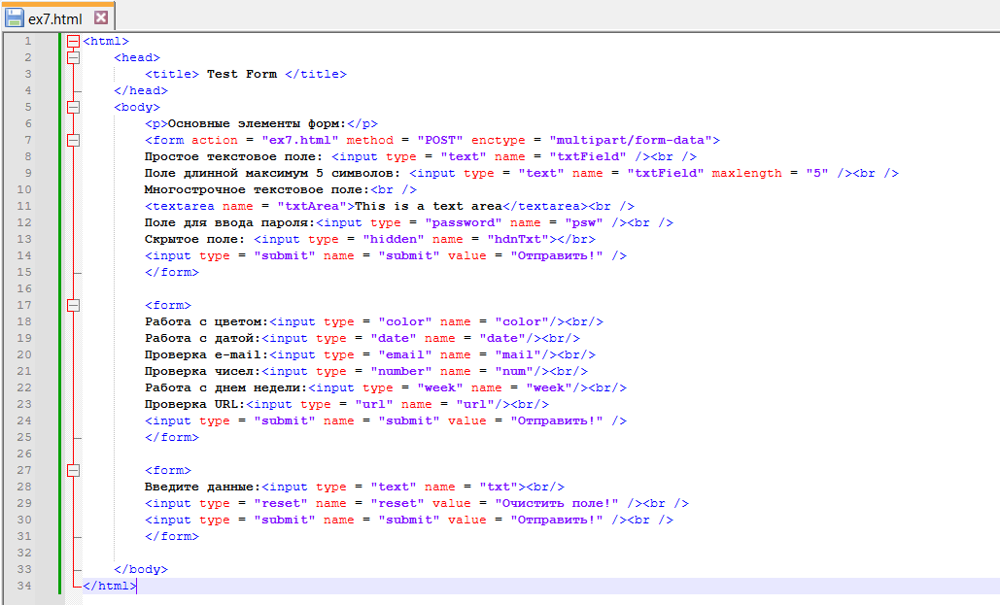 ex7.html
1 <html>
2 <head>
3 <title> Test Form </title>
4 </head>
5 <body>
6 <p>Основные элементы форм:</p>
7 <form action = "ex7.html" method = "POST" enctype = "multipart/form-data">
8 Простое текстовое поле: <input type = "text" name = "txtField" /><br />
9 Поле длинной максимум 5 символов: <input type = "text" name = "txtField" maxlength = "5" /><br />
10 Многострочное текстовое поле:<br />
11 <textarea name = "txtArea">This is a text area</textarea><br />
12 Поле для ввода пароля:<input type = "password" name = "psw" /><br />
13 Скрытое поле: <input type = "hidden" name = "hdnTxt"></br>
14 <input type = "submit" name = "submit" value = "Отправить!" />
15 </form>
16
17 <form>
18 Работа с цветом:<input type = "color" name = "color"/><br/>
19 Работа с датой:<input type = "date" name = "date"/><br/>
20 Проверка e-mail:<input type = "email" name = "mail"/><br/>
21 Проверка чисел:<input type = "number" name = "num"/><br/>
22 Работа с днем недели:<input type = "week" name = "week"/><br/>
23 Проверка URL:<input type = "url" name = "url"/><br/>
24 <input type = "submit" name = "submit" value = "Отправить!" />
25 </form>
26
27 <form>
28 Введите данные:<input type = "text" name = "txt"><br/>
29 <input type = "reset" name = "reset" value = "Очистить поле!" /><br />
30 <input type = "submit" name = "submit" value = "Отправить!" /><br />
31 </form>
32
33 </body>
34 </html>